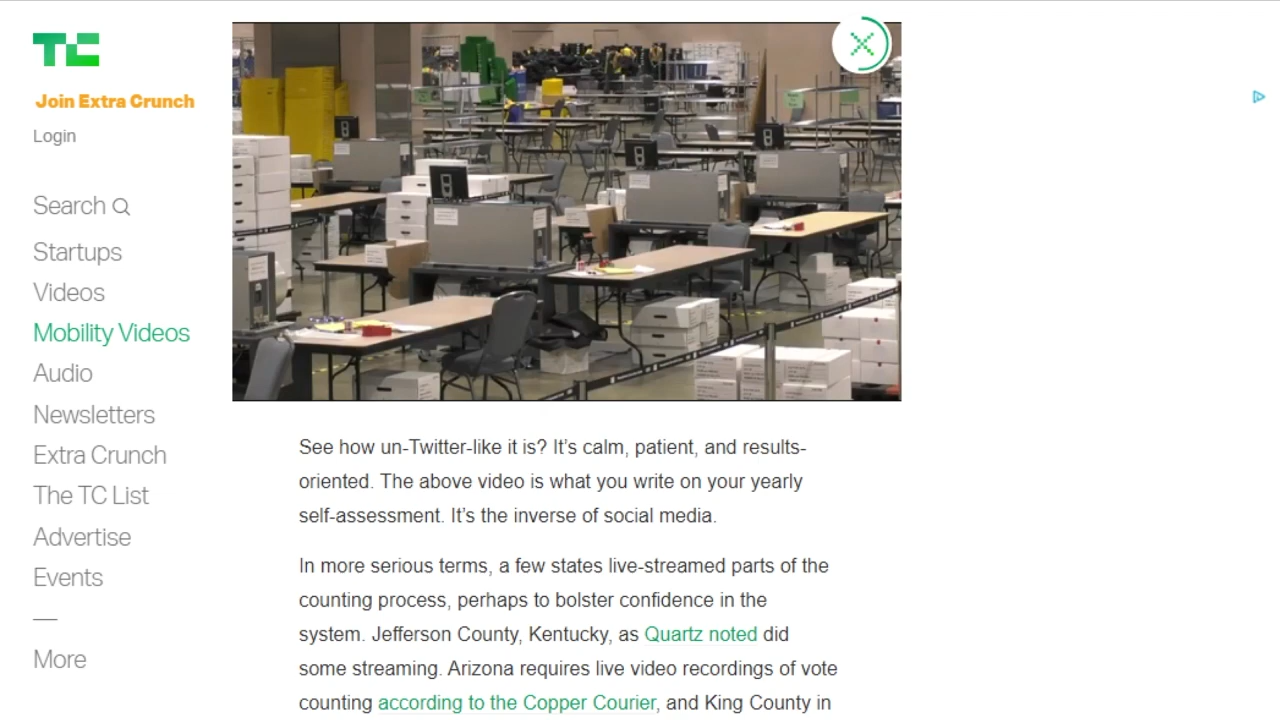 TC
Join Extra Crunch
Login
Search
Startups
Videos
Mobility Videos
Audio
Newsletters
Extra Crunch
The TC List
Advertise
Events
—
More
See how un-Twitter-like it is? It’s calm, patient, and results-
oriented. The above video is what you write on your yearly
self-assessment. It’s the inverse of social media.
In more serious terms, a few states live-streamed parts of the
counting process, perhaps to bolster confidence in the
system. Jefferson County, Kentucky, as Quartz noted did
some streaming. Arizona requires live video recordings of vote
counting according to the Copper Courier, and King County in